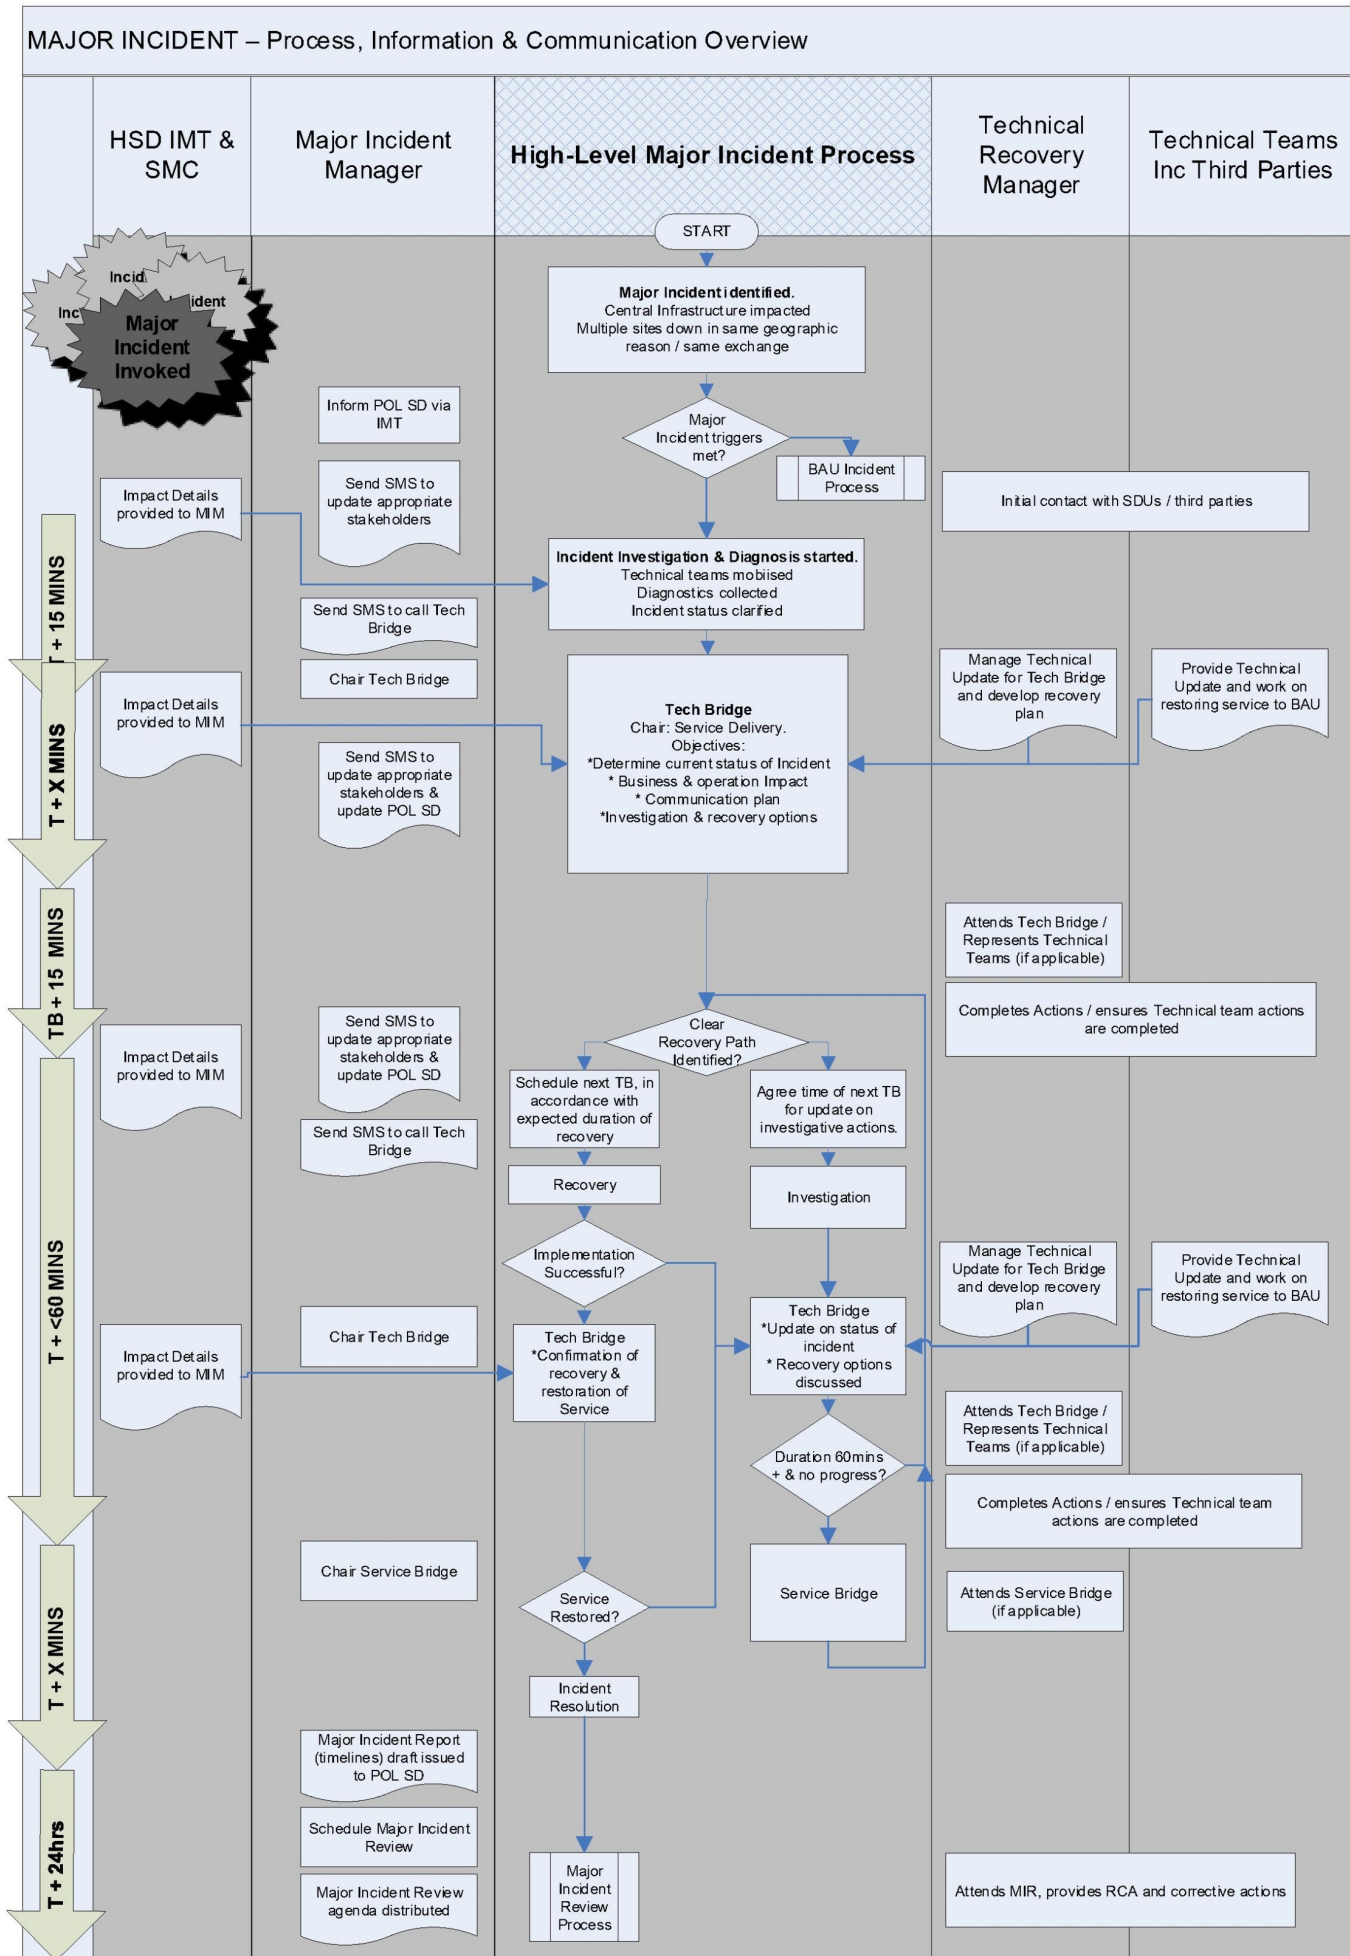 MAJOR INCIDENT – Process, Information & Communication Overview
HSD IMT &
SMC
Major Incident
Manager
High-Level Major Incident Process
Technical
Recovery
Manager
Technical Teams
Inc Third Parties
START
Incid
Inc
ident
Major
Incident
Invoked
Major Incident identified.
Central Infrastructure impacted
Multiple sites down in same geographic
reason / same exchange
Inform POL SD via
IMT
Major
Incident triggers
met?
BAU Incident
Process
Impact Details
provided to MIM
Send SMS to
update appropriate
stakeholders
Initial contact with SDUs / third parties
Incident Investigation & Diagnosis started.
Technical teams mobiised
Diagnostics collected
Incident status clarified
T + 15 MINS
Send SMS to call Tech
Bridge
Chair Tech Bridge
Impact Details
provided to MIM
Tech Bridge
Chair: Service Delivery.
Objectives:
*Determine current status of Incident
* Business & operation Impact
* Communication plan
*Investigation & recovery options
Manage Technical
Update for Tech Bridge
and develop recovery
plan
Provide Technical
Update and work on
restoring service to BAU
T + X MINS
Send SMS to
update appropriate
stakeholders &
update POL SD
TB + 15 MINS
Attends Tech Bridge /
Represents Technical
Teams (if applicable)
Completes Actions / ensures Technical team actions
are completed
Clear
Recovery Path
Identified?
Impact Details
provided to MIM
Send SMS to
update appropriate
stakeholders &
update POL SD
Send SMS to call Tech
Bridge
Schedule next TB, in
accordance with
expected duration of
recovery
Agree time of next TB
for update on
investigative actions.
Recovery
Investigation
T + <60 MINS
Implementation
Successful?
Manage Technical
Update for Tech Bridge
and develop recovery
plan
Provide Technical
Update and work on
restoring service to BAU
Chair Tech Bridge
Impact Details
provided to MIM
Tech Bridge
*Confirmation of
recovery &
restoration of
Service
Tech Bridge
*Update on status of
incident
* Recovery options
discussed
Attends Tech Bridge /
Represents Technical
Teams (if applicable)
Duration 60mins
+ & no progress?
Completes Actions / ensures Technical team
actions are completed
Chair Service Bridge
Service
Restored?
Service Bridge
Attends Service Bridge
(if applicable)
T + X MINS
Incident
Resolution
Major Incident Report
(timelines) draft issued
to POL SD
Schedule Major Incident
Review
Major Incident Review
agenda distributed
T + 24hrs
Major
Incident
Review
Process
Attends MIR, provides RCA and corrective actions